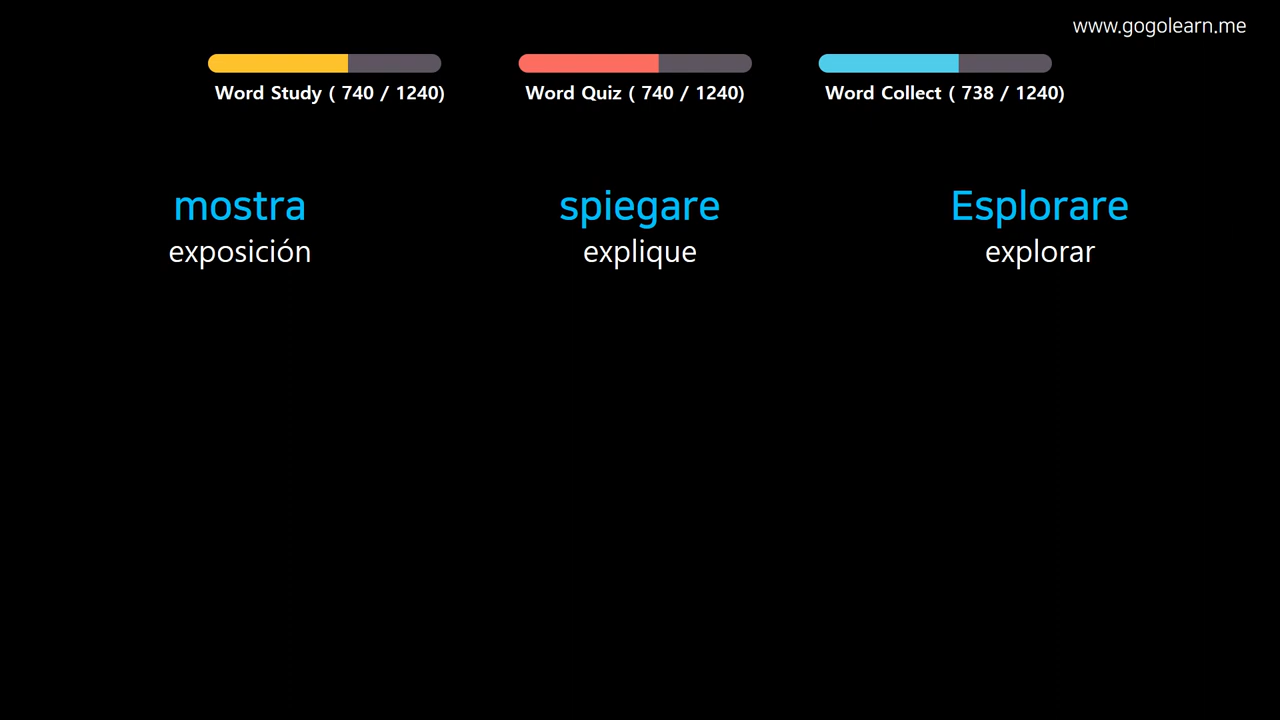 www.gogolearn.me
Word Study ( 740 / 1240)
Word Quiz ( 740 / 1240)
Word Collect ( 738 / 1240)
mostra
exposición
spiegare
explique
Esplorare
explorar